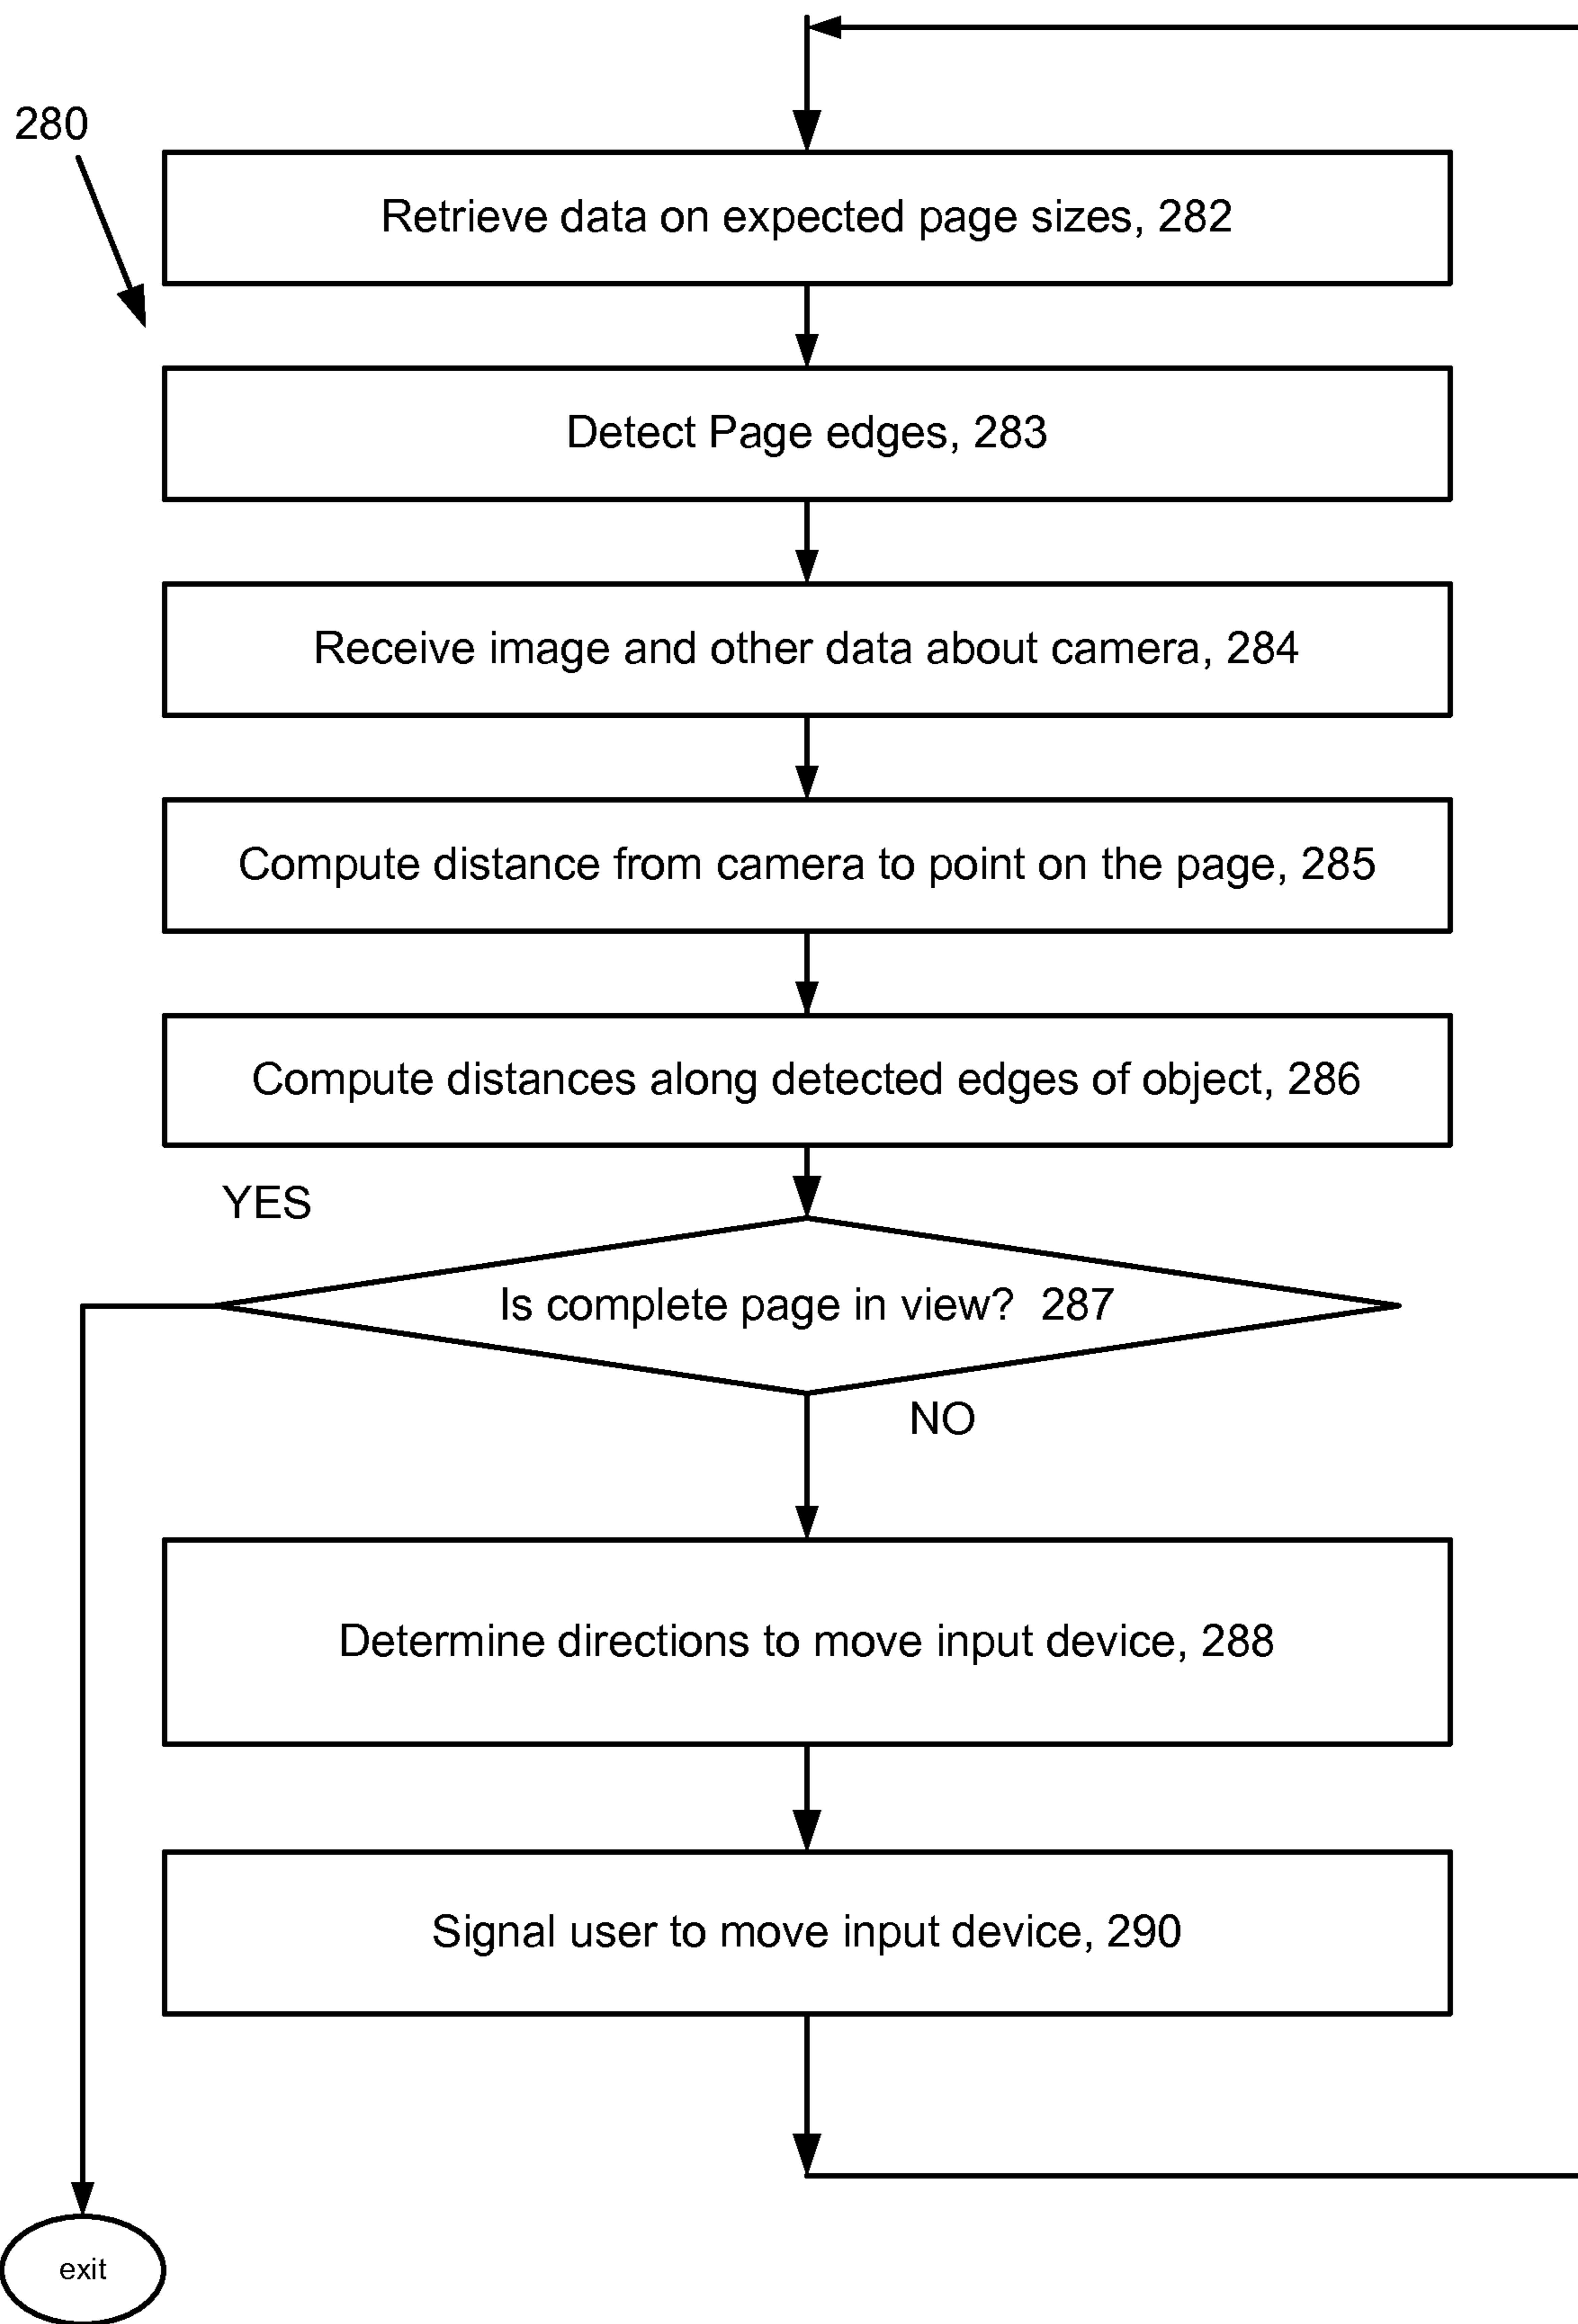 280
Retrieve data on expected page sizes, 282
Detect Page edges, 283
Receive image and other data about camera, 284
Compute distance from camera to point on the page, 285
Compute distances along detected edges of object, 286
YES
Is complete page in view?  287
NO
Determine directions to move input device, 288
Signal user to move input device, 290
exit